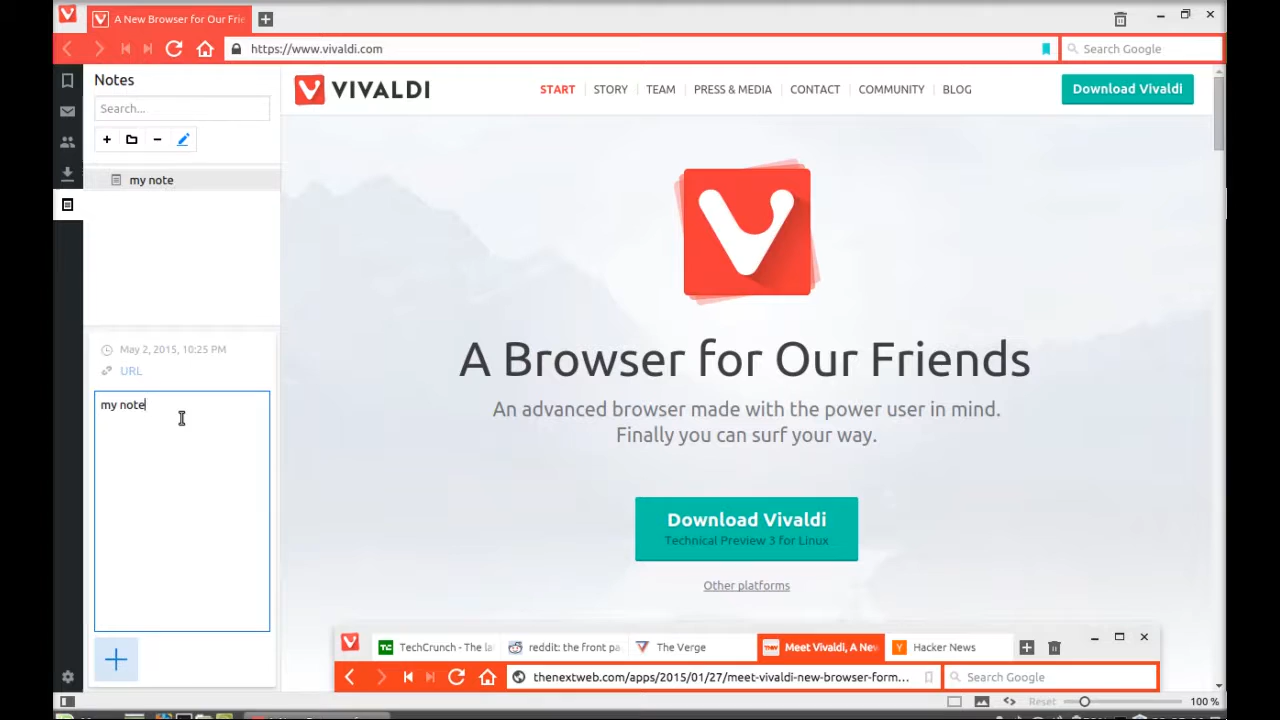 A New Browser for Our Frie
https://www.vivaldi.com
Search Google
Notes
Search...
my note
May 2, 2015, 10:25 PM
URL
my note
VIVALDI
START
STORY
TEAM
PRESS & MEDIA
CONTACT
COMMUNITY
BLOG
Download Vivaldi
A Browser for Our Friends
An advanced browser made with the power user in mind.
Finally you can surf your way.
Download Vivaldi
Technical Preview 3 for Linux
Other platforms
TechCrunch - The la
reddit: the front pa
The Verge
Meet Vivaldi, A New
Hacker News
thenextweb.com/apps/2015/01/27/meet-vivaldi-new-browser-form...
Search Google
Reset
100 %